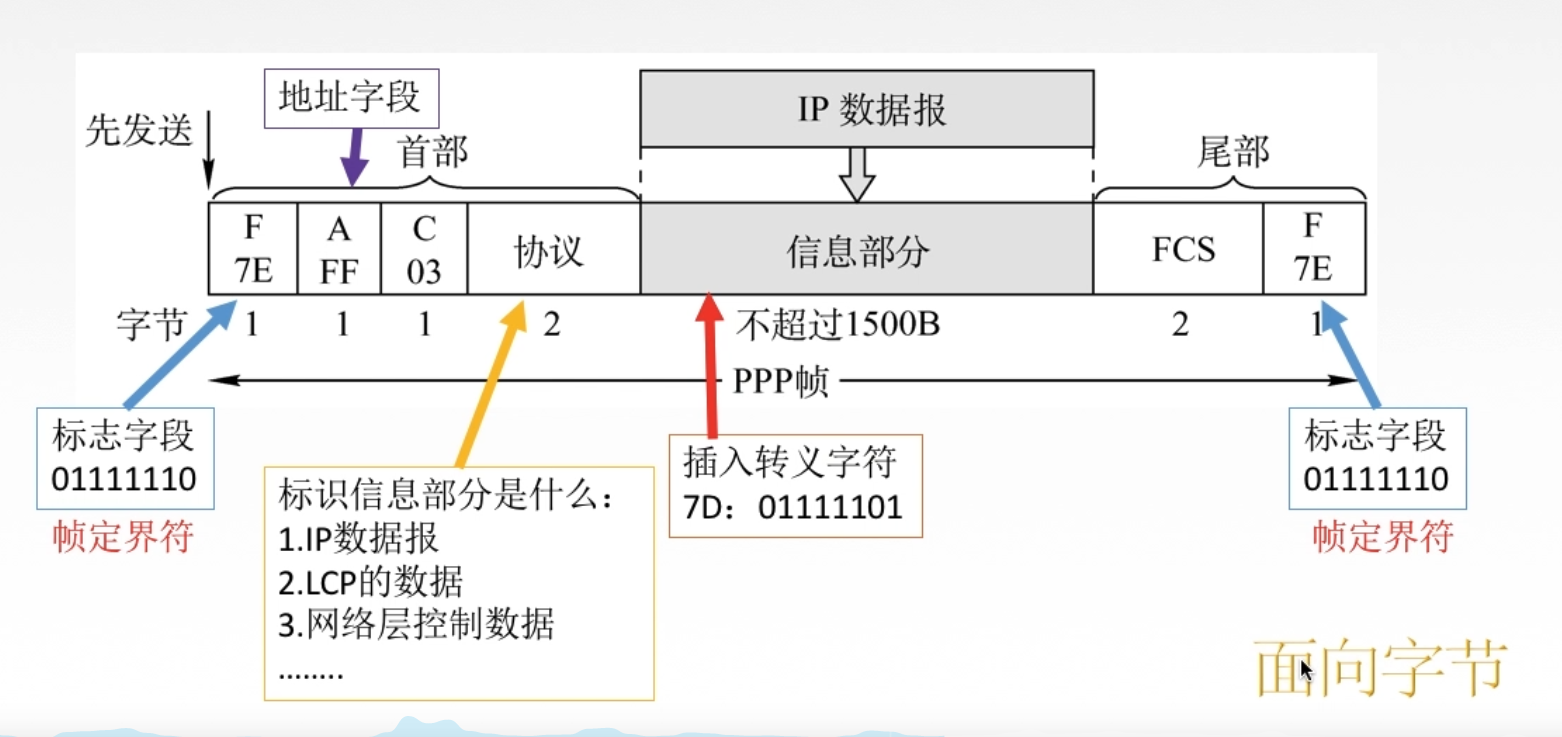 地址字段
IP 数据报
先发送
首部
尾部
F
7E
A
FF
C
03
协议
信息部分
FCS
F
7E
字节
1
1
1
2
不超过1500B
2
1
PPP帧
标志字段
01111110
帧定界符
标识信息部分是什么：
1.IP数据报
2.LCP的数据
3.网络层控制数据
........
插入转义字符
7D： 01111101
标志字段
01111110
帧定界符
面向字节